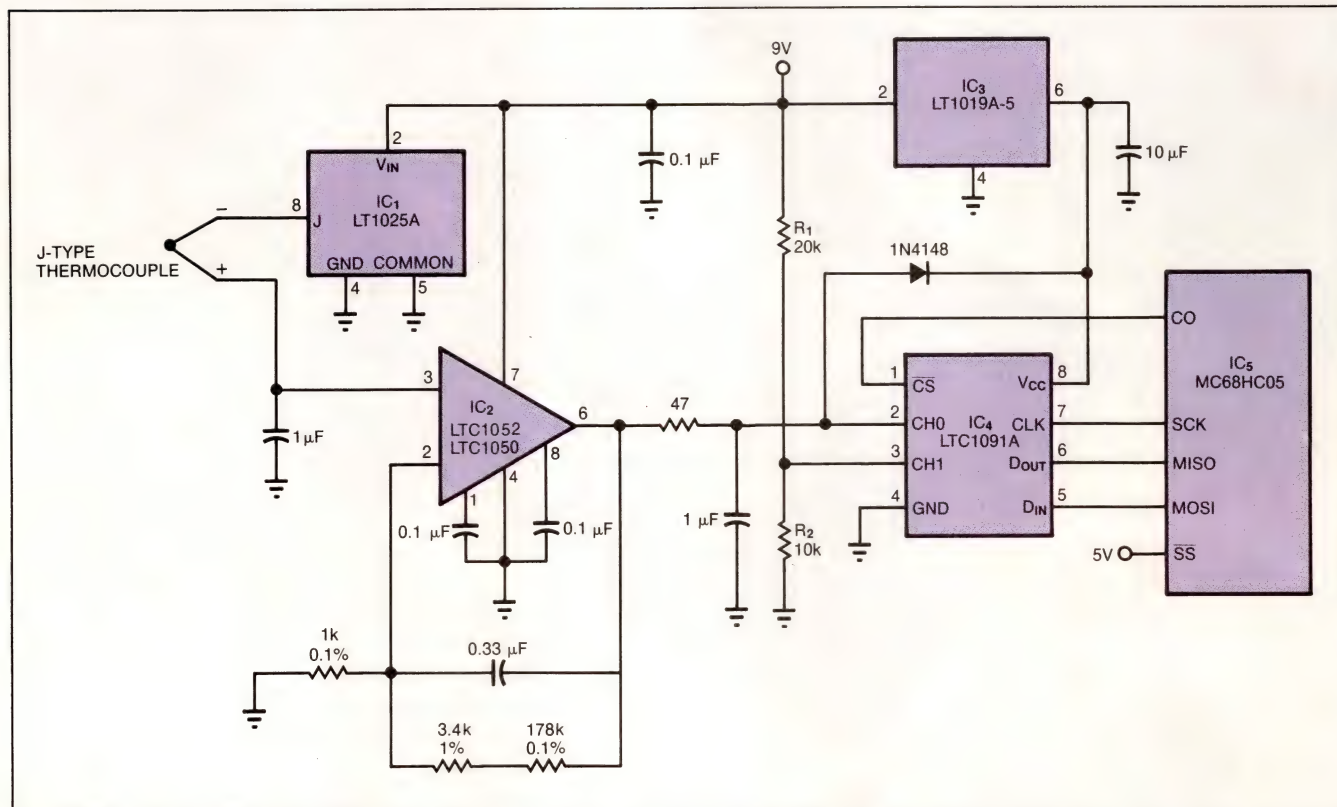 9V
2
IC3
LT1019A-5
6
4
10 µF
0.1 µF
2
VIN
IC1
LT1025A
8
J
GND
COMMON
4
5
−
+
J-TYPE
THERMOCOUPLE
R1
20k
1N4148
CO
IC5
MC68HC05
SCK
MISO
MOSI
SS
5V
1
CS
VCC
8
2
CH0
IC4
LTC1091A
CLK
7
3
CH1
DOUT
6
4
GND
DIN
5
R2
10k
3
7
IC2
LTC1052
LTC1050
6
2
1
4
8
47
1µF
0.1 µF
0.1 µF
1 µF
1k
0.1%
0.33 µF
3.4k
1%
178k
0.1%